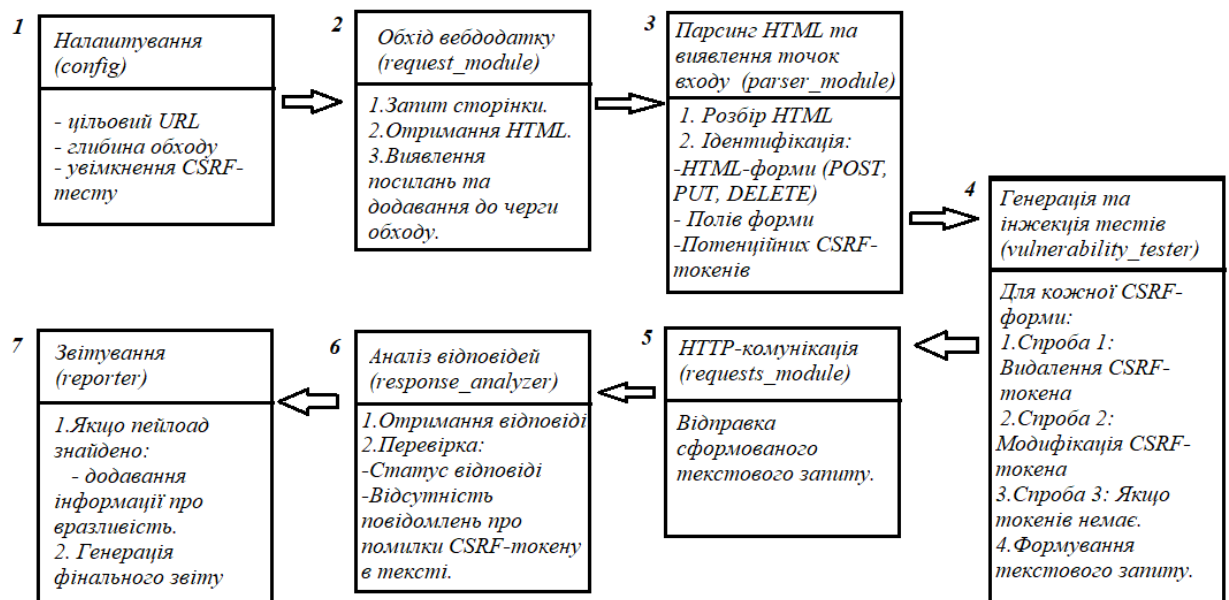 1
Налаштування
(config)
- цільовий URL
- глибина обходу
- увімкнення CSRF-
тесту
2
Обхід вебдодатку
(request_module)
1.Запит сторінки.
2.Отримання HTML.
3.Виявлення
посилань та
додавання до черги
обходу.
3
Парсинг HTML та
виявлення точок
входу (parser_module)
1. Розбір HTML
2. Ідентифікація:
-HTML-форми (POST,
PUT, DELETE)
- Полів форми
-Потенційних CSRF-
токенів
4
Генерація та
інжекція тестів
(vulnerability_tester)
Для кожної CSRF-
форми:
1.Спроба 1:
Видалення CSRF-
токена
2.Спроба 2:
Модифікація CSRF-
токена
3.Спроба 3: Якщо
токенів немає.
4.Формування
текстового запиту.
5
HTTP-комунікація
(requests_module)
Відправка
сформованого
текстового запиту.
6
Аналіз відповідей
(response_analyzer)
1.Отримання відповіді
2.Перевірка:
-Статус відповіді
-Відсутність
повідомлень про
помилки CSRF-токену
в тексті.
7
Звітування
(reporter)
1.Якщо пейлоад
знайдено:
- додавання
інформації про
вразливість.
2. Генерація
фінального звіту